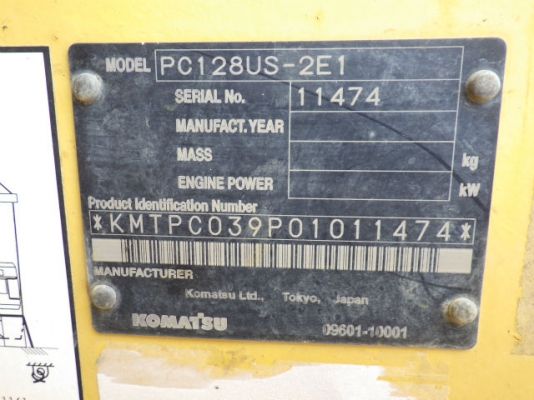 MODEL PC128US-2E1
SERIAL No. 11474
MANUFACT.YEAR
MASS kg
ENGINE POWER kW
Product Identification Number
*KMTPC039P01011474*
MANUFACTURER
Komatsu Ltd., Tokyo, Japan
KOMATSU 09601-10001